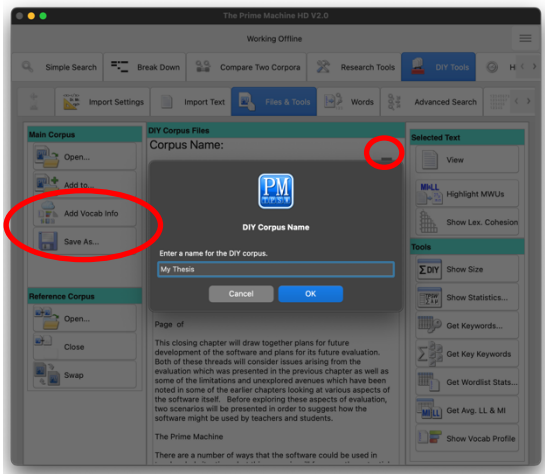 The Prime Machine HD V2.0
Working Offline
Simple Search
Break Down
Compare Two Corpora
Research Tools
DIY Tools
H
Import Settings
Import Text
Files & Tools
Words
Advanced Search
Main Corpus
Open...
Add to...
Add Vocab Info
Save As...
Reference Corpus
Open...
Close
Swap
DIY Corpus Files
Corpus Name:
PM
DIY Corpus Name
Enter a name for the DIY corpus.
My Thesis
Cancel
OK
Page of
This closing chapter will draw together plans for future
development of the software and plans for its future evaluation.
Both of these threads will consider issues arising from the
evaluation which was presented in the previous chapter as well as
some of the limitations and unexplored avenues which have been
noted in some of the earlier chapters looking at various aspects of
the software itself. Before exploring these aspects of evaluation,
two scenarios will be presented in order to suggest how the
software might be used by teachers and students.
The Prime Machine
There are a number of ways that the software could be used in
Selected Text
View
Highlight MWUs
Show Lex. Cohesion
Tools
Show Size
Show Statistics...
Get Keywords...
Get Key Keywords
Get Wordlist Stats...
Get Avg. LL & MI
Show Vocab Profile